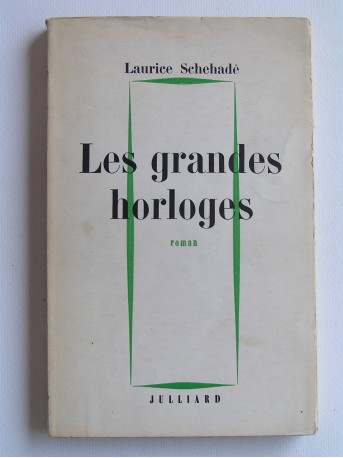 Laurice Schehadé
Les grandes
horloges
roman
JULLIARD